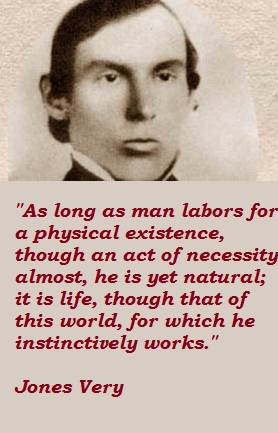 "As long as man labors for
a physical existence,
though an act of necessity
almost, he is yet natural;
it is life, though that of
this world, for which he
instinctively works."
Jones Very